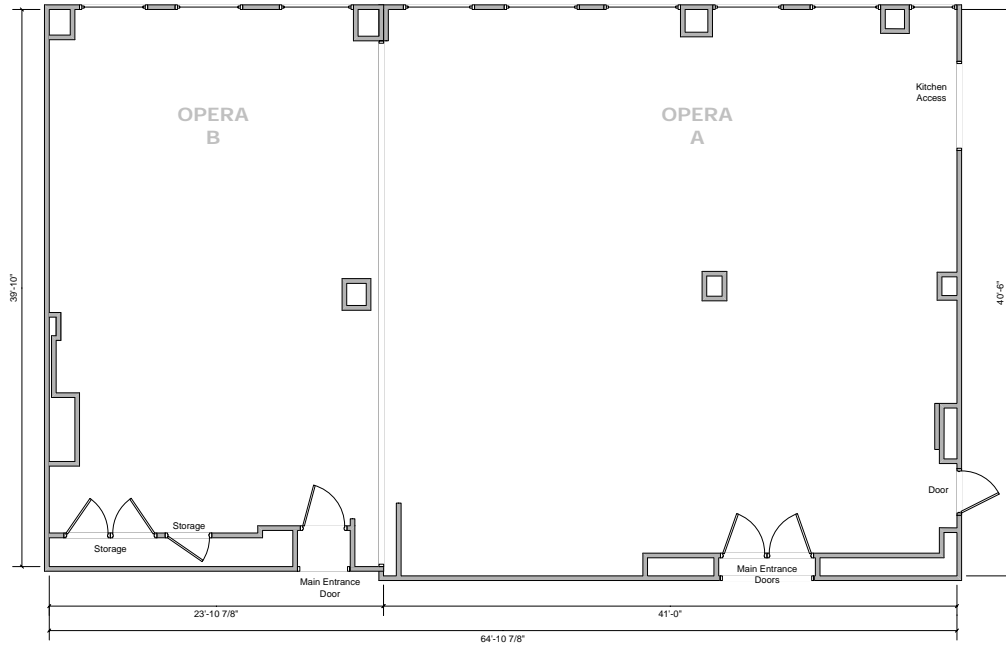 OPERA
B
OPERA
A
Kitchen
Access
39'-10"
40'-6"
Door
Storage
Storage
Main Entrance
Door
Main Entrance
Doors
23'-10 7/8"
41'-0"
64'-10 7/8"